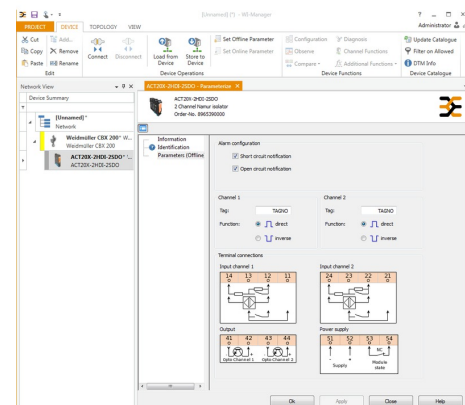 [Unnamed] (*) - WI-Manager
PROJECT DEVICE TOPOLOGY VIEW
Administrator
Cut Add...
Copy Remove
Paste Rename
Connect Disconnect
Load from Device
Store to Device
Set Offline Parameter
Set Online Parameter
Configuration Diagnosis
Observe Channel Functions
Compare Additional Functions
Update Catalogue
Filter on Allowed
DTM Info
Edit Device Operations Device Functions Device Catalogue
Network View
Device Summary
[Unnamed]*
Network
Weidmüller CBX 200* W...
Weidmüller CBX 200
ACT20X-2HDI-2SDO*
ACT20X-2HDI-2SDO
ACT20X-2HDI-2SDO
2 Channel Namur isolator
Order-No. 8965390000
Information
Identification
Parameters (Offline
Alarm configuration
Short circuit notification
Open circuit notification
Channel 1 Channel 2
Tag: TAGNO Tag: TAGNO
Function: direct Function: direct
inverse inverse
Terminal connections
Input channel 1 Input channel 2
14 13 12 11 24 23 22 21
Output Power supply
41 42 43 44 51 52 53 54
NC
- +
Opto Channel 1 Opto Channel 2 Supply Module state
Ok Apply Close Help